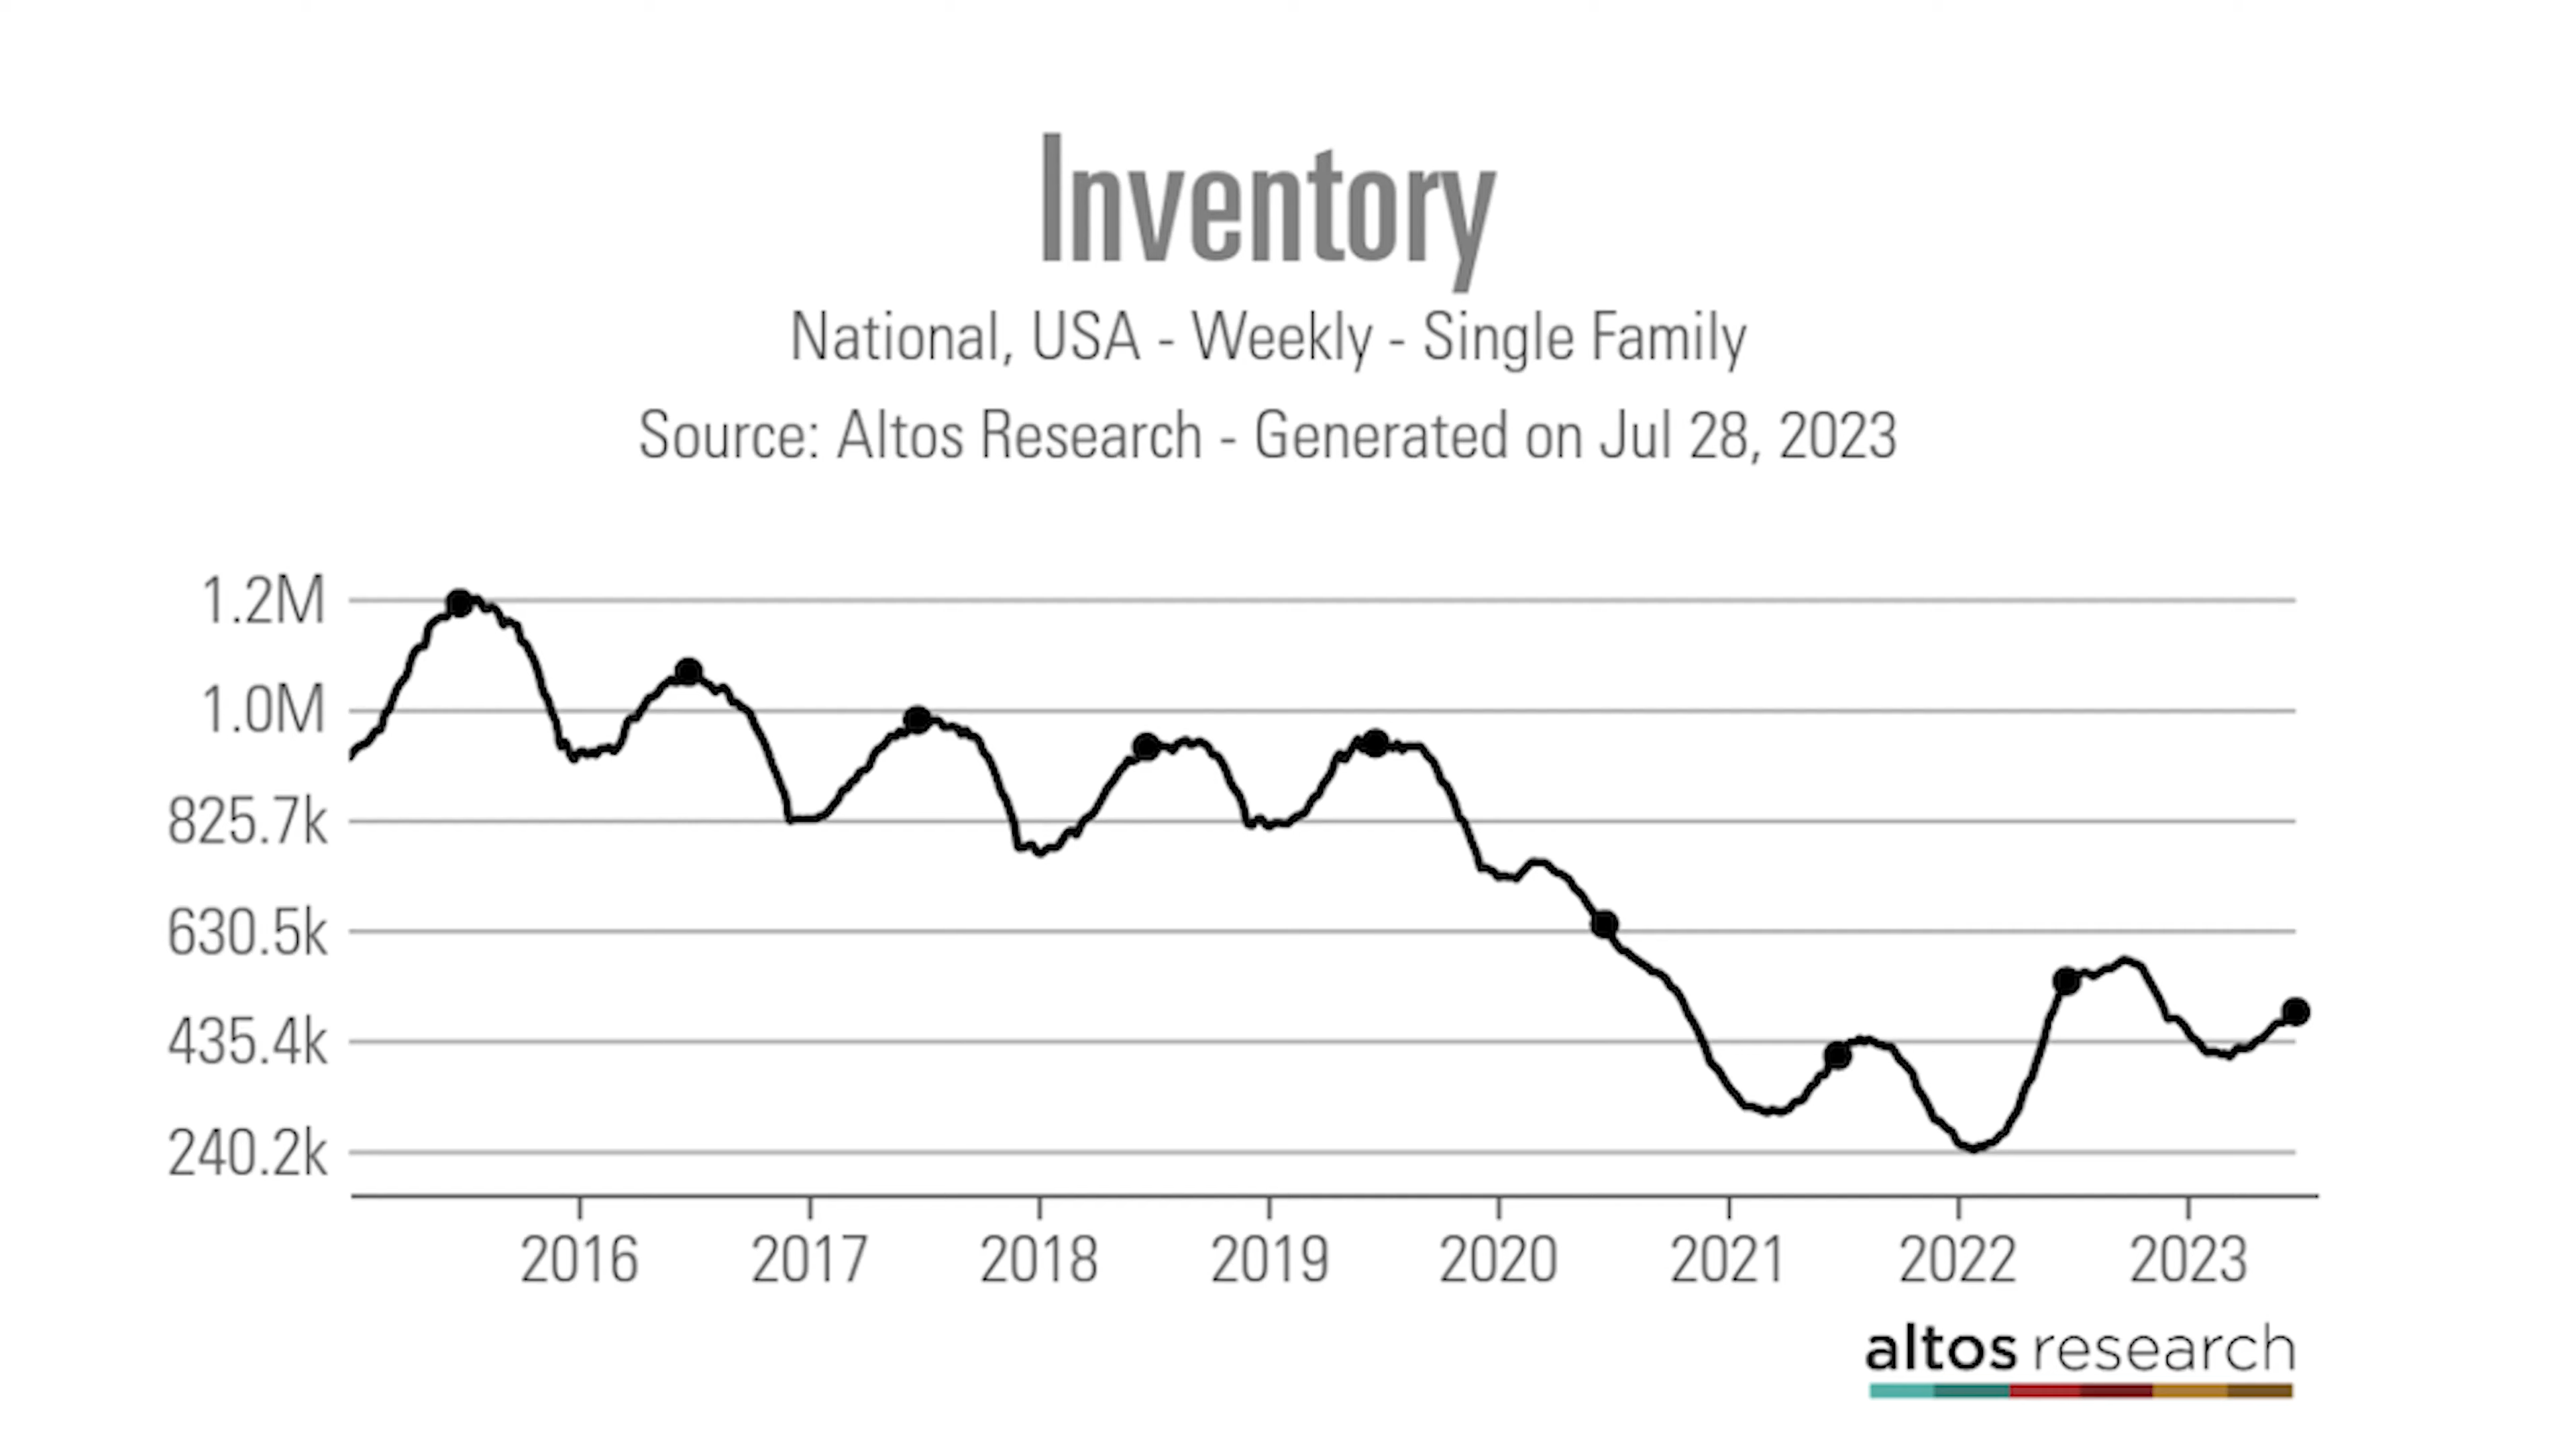 Inventory
National, USA - Weekly - Single Family
Source: Altos Research - Generated on Jul 28, 2023
1.2M
1.0M
825.7k
630.5k
435.4k
240.2k
2016 2017 2018 2019 2020 2021 2022 2023
altos research